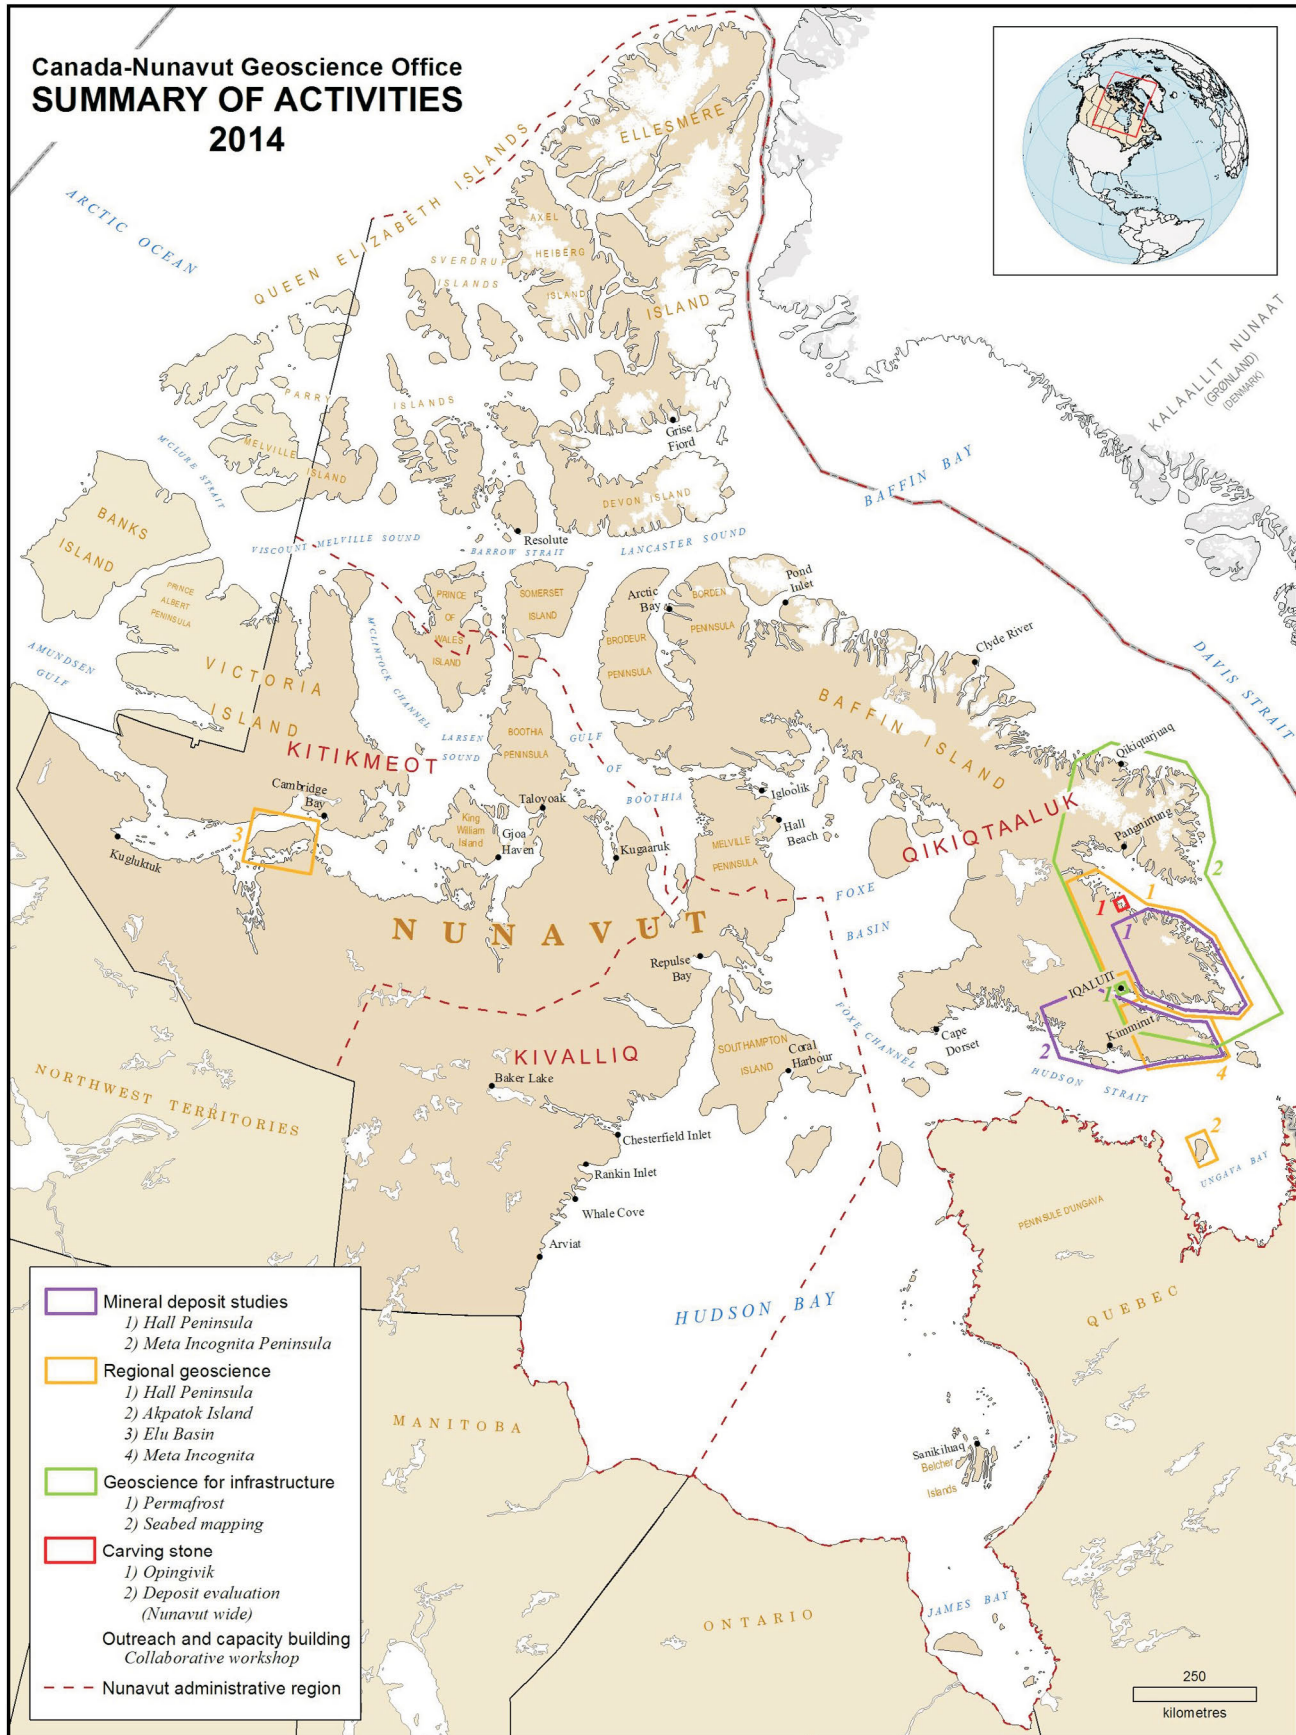 Canada-Nunavut Geoscience Office
SUMMARY OF ACTIVITIES
2014
ARCTIC OCEAN
QUEEN ELIZABETH ISLANDS
ELLESMERE
ISLAND
AXEL
HEIBERG
ISLAND
SVERDRUP
ISLANDS
KALAALLIT NUNAAT
(GRØNLAND)
(DENMARK)
PARRY
ISLANDS
MELVILLE
ISLAND
M'CLURE STRAIT
Grise
Fiord
BAFFIN BAY
DEVON ISLAND
BANKS
ISLAND
Resolute
VISCOUNT MELVILLE SOUND
BARROW STRAIT
LANCASTER SOUND
PRINCE
ALBERT
PENINSULA
PRINCE
OF
WALES
ISLAND
SOMERSET
ISLAND
Arctic
Bay
BORDEN
PENINSULA
Pond
Inlet
BRODEUR
PENINSULA
Clyde River
AMUNDSEN
GULF
VICTORIA
ISLAND
M'CLINTOCK CHANNEL
DAVIS STRAIT
BAFFIN ISLAND
LARSEN
SOUND
BOOTHIA
PENINSULA
GULF
OF
BOOTHIA
KITIKMEOT
Cambridge
Bay
3
Kugluktuk
King
William
Island
Gjoa
Haven
Taloyoak
Kugaaruk
Igloolik
Hall
Beach
MELVILLE
PENINSULA
QIKIQTAALUK
Qikiqtarjuaq
Pangnirtung
2
1
1
1
FOXE
BASIN
NUNAVUT
Repulse
Bay
IQALUIT
1
Kimmirut
2
4
Cape
Dorset
FOXE CHANNEL
HUDSON STRAIT
KIVALLIQ
SOUTHAMPTON
ISLAND
Coral
Harbour
Baker Lake
NORTHWEST TERRITORIES
Chesterfield Inlet
Rankin Inlet
Whale Cove
Arviat
2
UNGAVA BAY
PENINSULE D'UNGAVA
HUDSON BAY
QUEBEC
MANITOBA
Sanikiluaq
Belcher
Islands
ONTARIO
JAMES BAY
Mineral deposit studies
1) Hall Peninsula
2) Meta Incognita Peninsula
Regional geoscience
1) Hall Peninsula
2) Akpatok Island
3) Elu Basin
4) Meta Incognita
Geoscience for infrastructure
1) Permafrost
2) Seabed mapping
Carving stone
1) Opingivik
2) Deposit evaluation
(Nunavut wide)
Outreach and capacity building
Collaborative workshop
Nunavut administrative region
250
kilometres